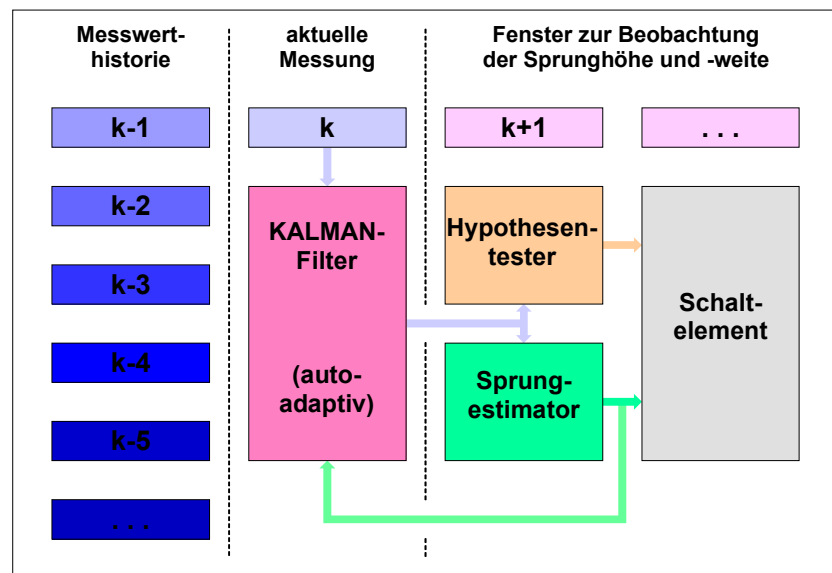 Messwert-
historie
aktuelle
Messung
Fenster zur Beobachtung
der Sprunghöhe und -weite
k-1
k
k+1
. . .
k-2
k-3
k-4
k-5
. . .
KALMAN-
Filter
(auto-
adaptiv)
Hypothesen-
tester
Sprung-
estimator
Schalt-
element